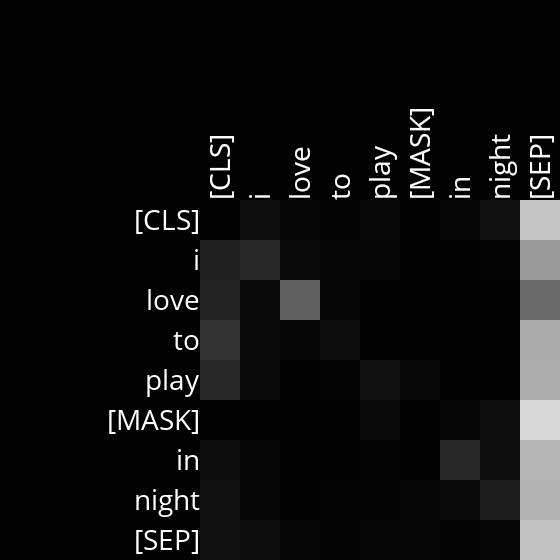 [CLS] i love to play [MASK] in night [SEP]
[CLS]
i
love
to
play
[MASK]
in
night
[SEP]